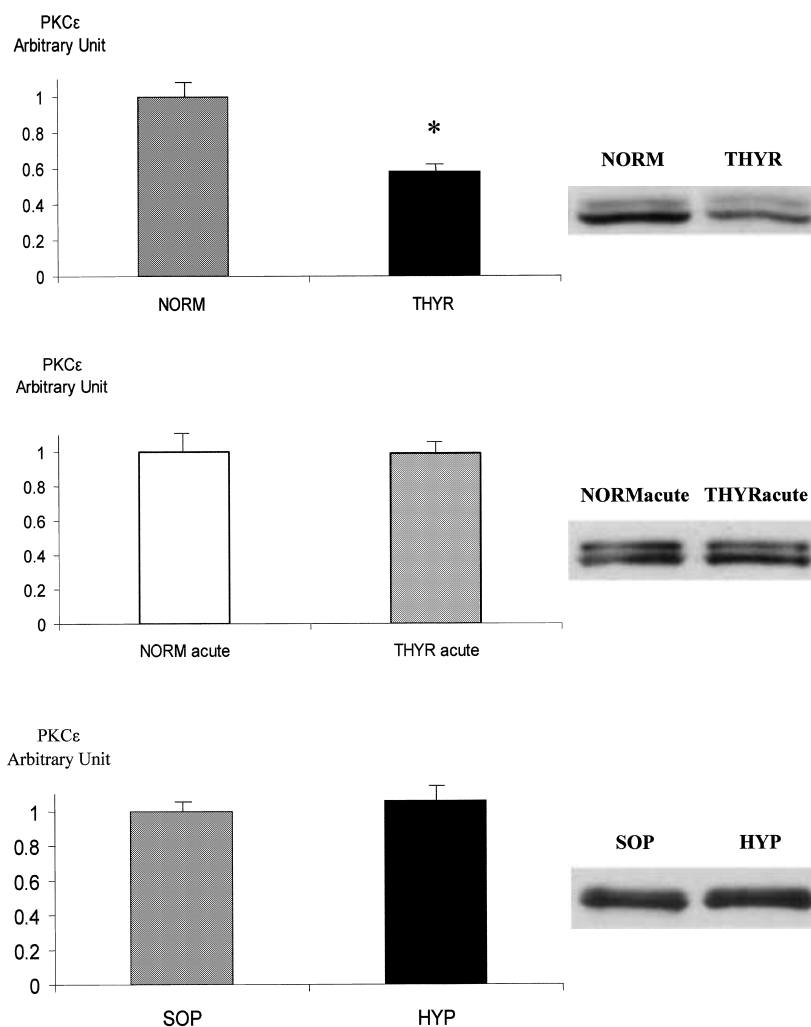 PKCε
Arbitrary Unit
1
0.8
0.6
0.4
0.2
0
*
NORM
THYR
NORM THYR
PKCε
Arbitrary Unit
1
0.8
0.6
0.4
0.2
0
NORM acute
THYR acute
NORMacute THYRacute
PKCε
Arbitrary Unit
1
0.8
0.6
0.4
0.2
0
SOP
HYP
SOP HYP